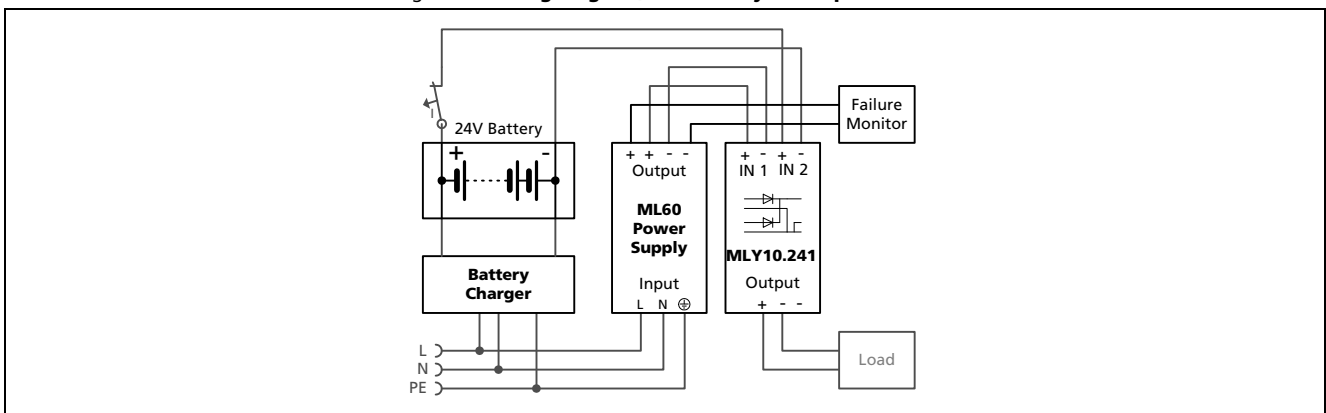 24V Battery
+ -
Battery
Charger
+ + - -
Output
ML60
Power
Supply
Input
L N
+ - + -
IN 1 IN 2
MLY10.241
Output
+ - -
Failure
Monitor
Load
L
N
PE
I